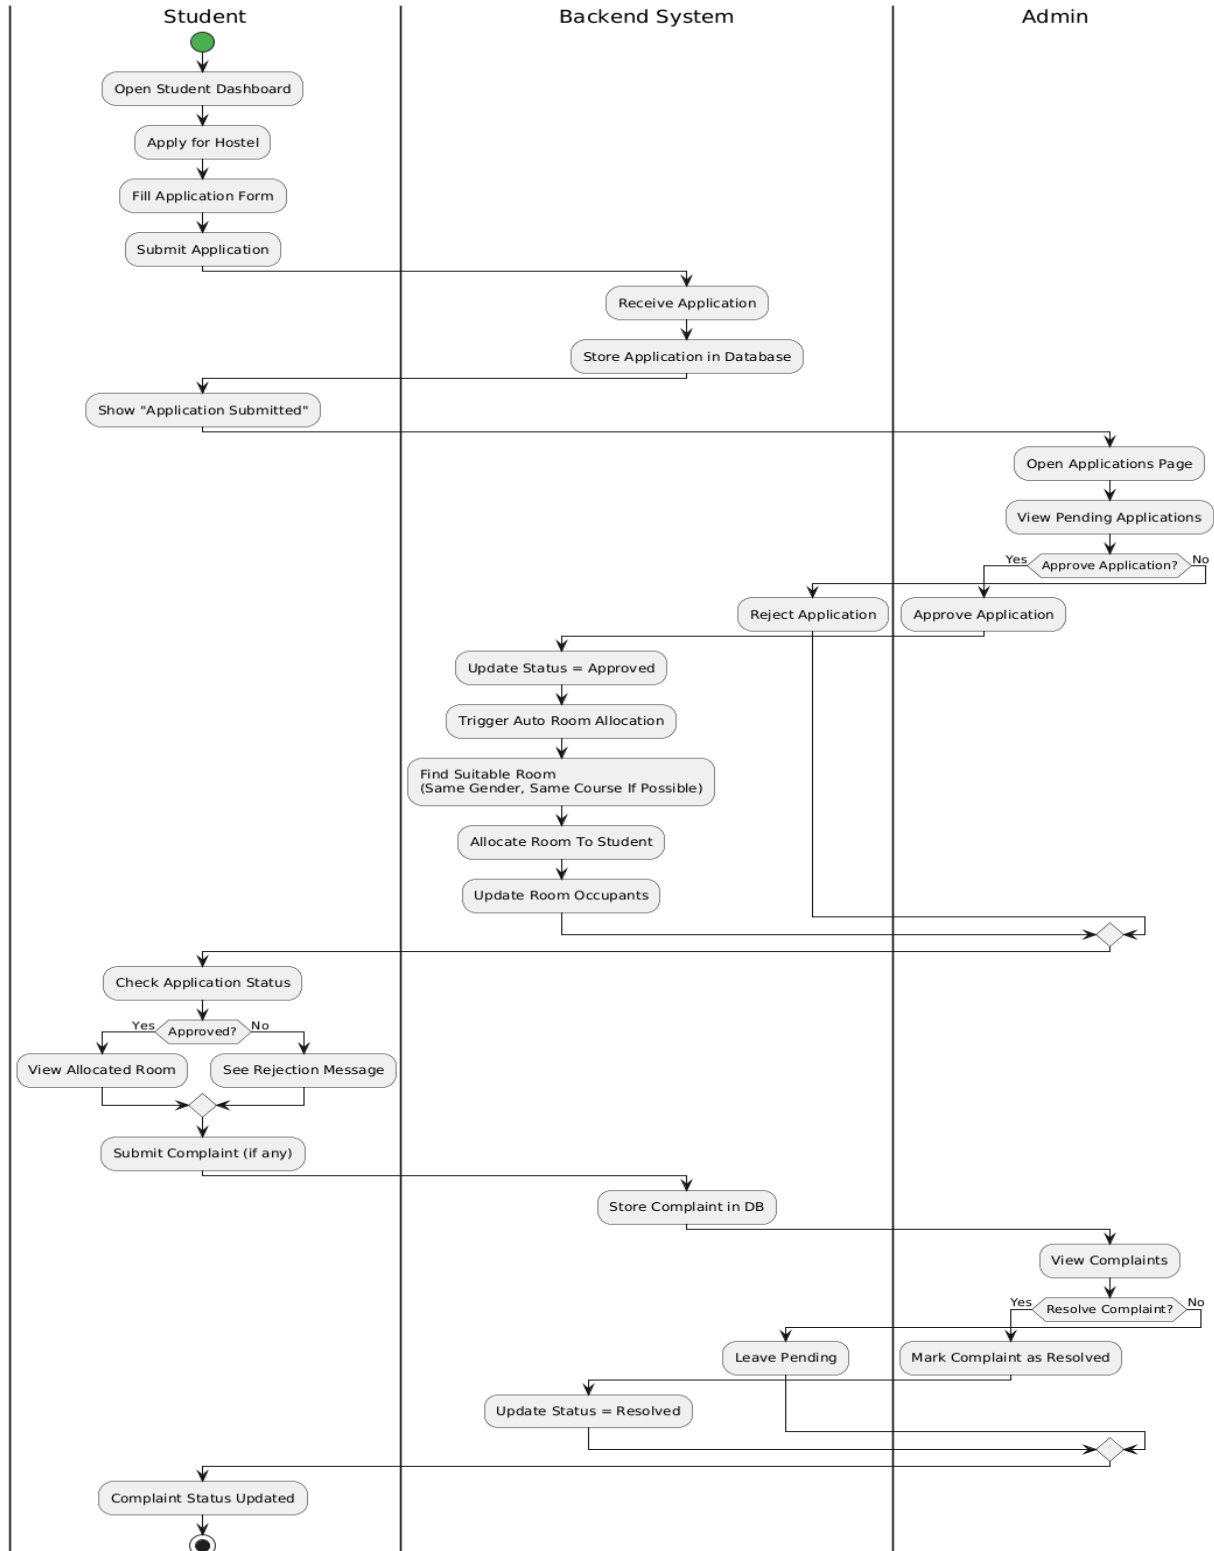 Student
Backend System
Admin
Open Student Dashboard
Apply for Hostel
Fill Application Form
Submit Application
Receive Application
Store Application in Database
Show "Application Submitted"
Open Applications Page
View Pending Applications
Yes
Approve Application?
No
Reject Application
Approve Application
Update Status = Approved
Trigger Auto Room Allocation
Find Suitable Room
(Same Gender, Same Course If Possible)
Allocate Room To Student
Update Room Occupants
Check Application Status
Yes
Approved?
No
View Allocated Room
See Rejection Message
Submit Complaint (if any)
Store Complaint in DB
View Complaints
Yes
Resolve Complaint?
No
Leave Pending
Mark Complaint as Resolved
Update Status = Resolved
Complaint Status Updated